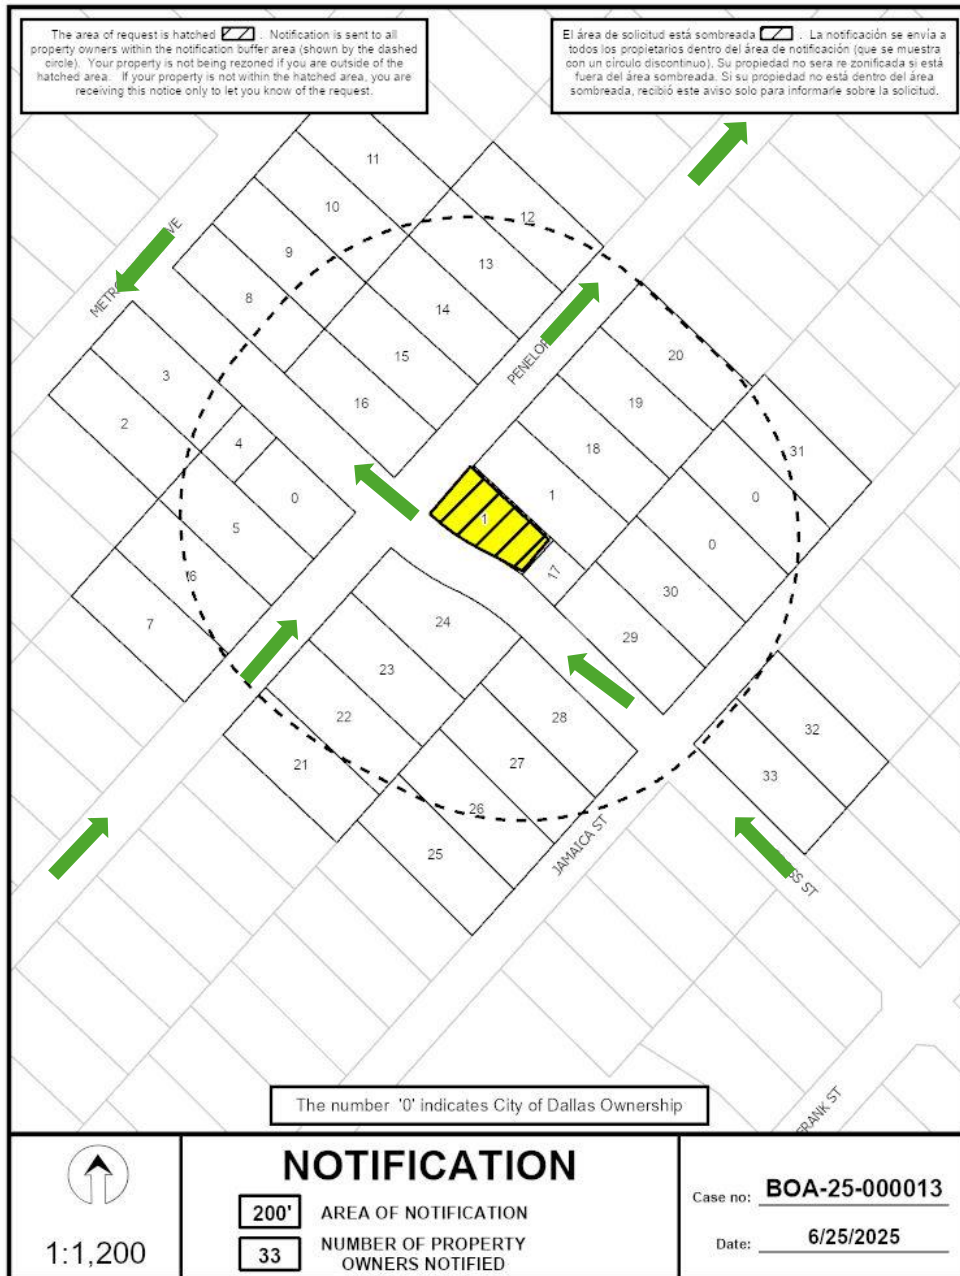 The area of request is hatched . Notification is sent to all
property owners within the notification buffer area (shown by the dashed
circle). Your property is not being rezoned if you are outside of the
hatched area. If your property is not within the hatched area, you are
receiving this notice only to let you know of the request.
El área de solicitud está sombreada . La notificación se envía a
todos los propietarios dentro del área de notificación (que se muestra
con un círculo discontinuo). Su propiedad no sera re zonificada si está
fuera del área sombreada. Si su propiedad no está dentro del área
sombreada, recibió este aviso solo para informarle sobre la solicitud.
11
10
12
9
13
8
14
3
15
20
2
16
19
4
18
31
0
1
0
5
1
0
6
17
30
7
24
29
23
22
28
32
21
27
33
26
25
JAMAICA ST
FRANK ST
The number '0' indicates City of Dallas Ownership
1:1,200
NOTIFICATION
200' AREA OF NOTIFICATION
33 NUMBER OF PROPERTY
OWNERS NOTIFIED
Case no: BOA-25-000013
Date: 6/25/2025